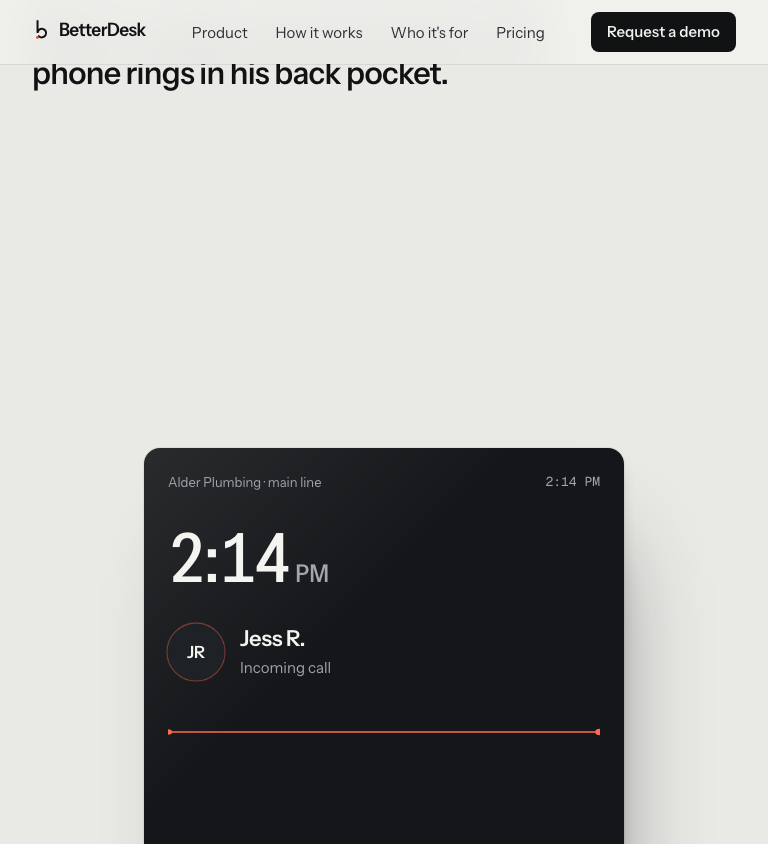 BetterDesk
Product
How it works
Who it's for
Pricing
Request a demo
phone rings in his back pocket.
Alder Plumbing · main line
2:14 PM
2:14 PM
JR
Jess R.
Incoming call